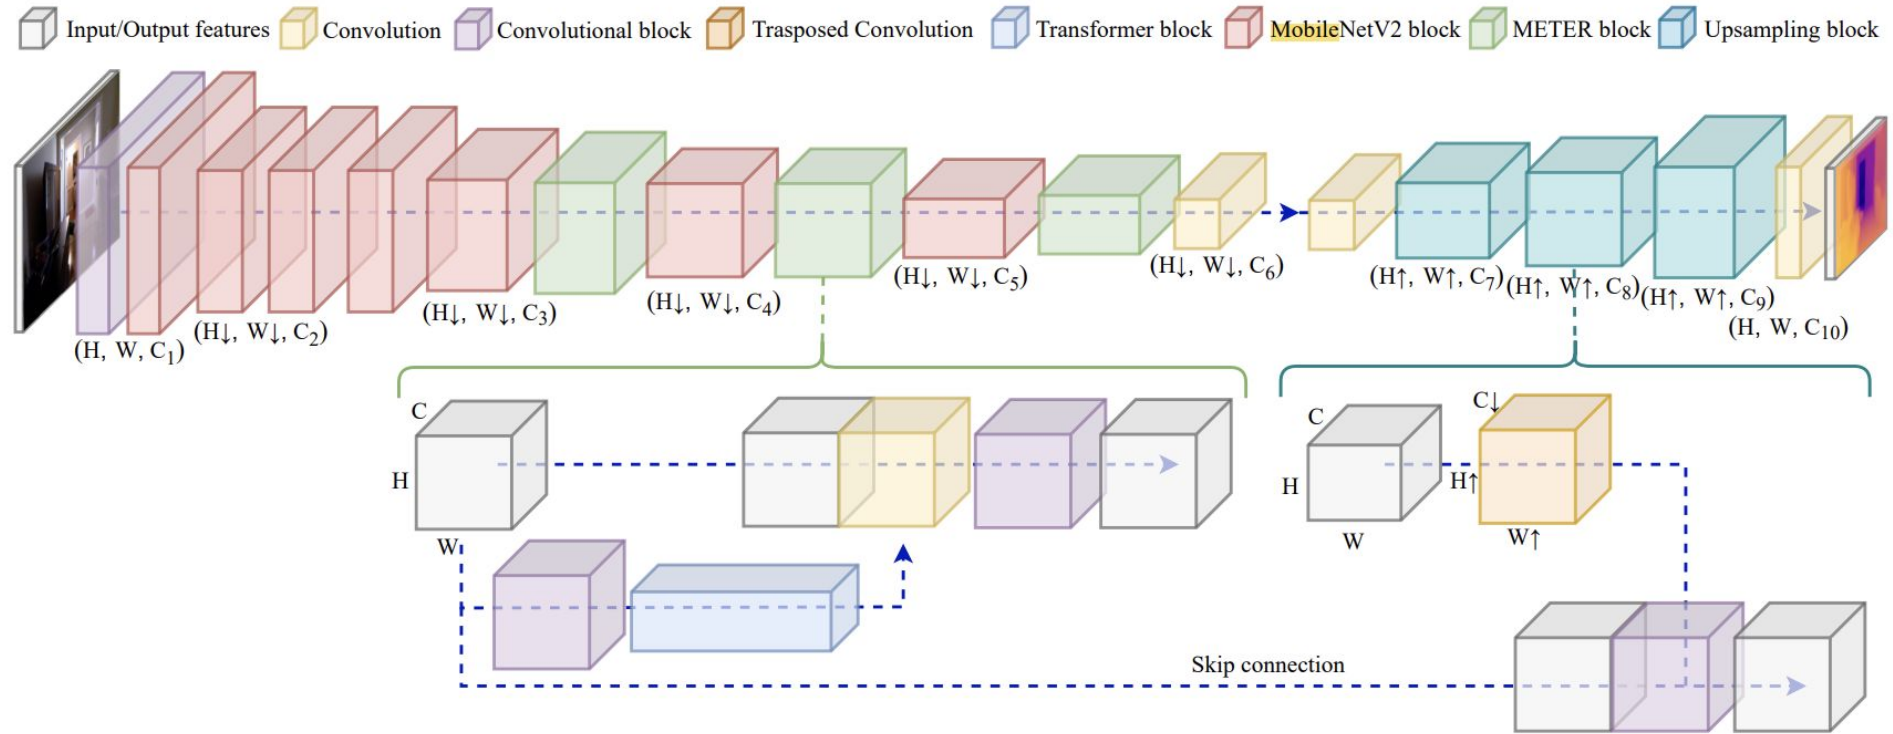 Input/Output features Convolution Convolutional block Trasposed Convolution Transformer block MobileNetV2 block METER block Upsampling block
(H, W, C1)
(H↓, W↓, C2)
(H↓, W↓, C3)
(H↓, W↓, C4)
(H↓, W↓, C5)
(H↓, W↓, C6)
(H↑, W↑, C7)
(H↑, W↑, C8)
(H↑, W↑, C9)
(H, W, C10)
C
H
W
C
H
W
C↓
H↑
W↑
Skip connection